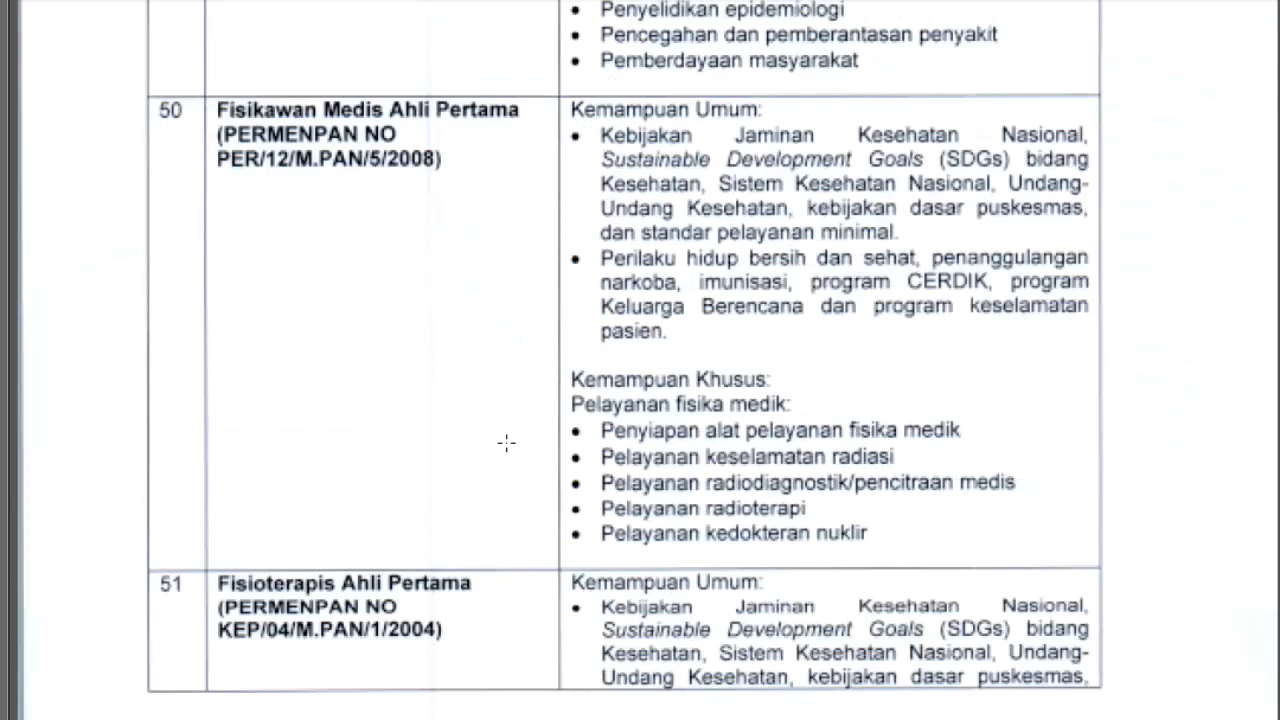 Penyelidikan epidemiologi
Pencegahan dan pemberantasan penyakit
Pemberdayaan masyarakat
50
Fisikawan Medis Ahli Pertama
(PERMENPAN NO
PER/12/M.PAN/5/2008)
Kemampuan Umum:
Kebijakan Jaminan Kesehatan Nasional,
Sustainable Development Goals (SDGs) bidang
Kesehatan, Sistem Kesehatan Nasional, Undang-
Undang Kesehatan, kebijakan dasar puskesmas,
dan standar pelayanan minimal.
Perilaku hidup bersih dan sehat, penanggulangan
narkoba, imunisasi, program CERDIK, program
Keluarga Berencana dan program keselamatan
pasien.
Kemampuan Khusus:
Pelayanan fisika medik:
Penyiapan alat pelayanan fisika medik
Pelayanan keselamatan radiasi
Pelayanan radiodiagnostik/pencitraan medis
Pelayanan radioterapi
Pelayanan kedokteran nuklir
51
Fisioterapis Ahli Pertama
(PERMENPAN NO
KEP/04/M.PAN/1/2004)
Kemampuan Umum:
Kebijakan Jaminan Kesehatan Nasional,
Sustainable Development Goals (SDGs) bidang
Kesehatan, Sistem Kesehatan Nasional, Undang-
Undang Kesehatan, kebijakan dasar puskesmas,